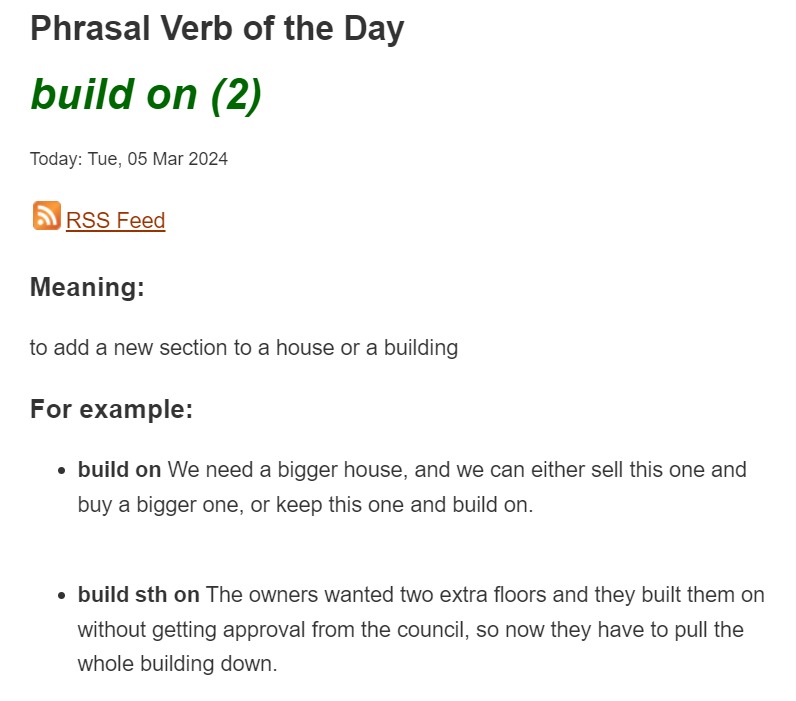 Phrasal Verb of the Day
build on (2)
Today: Tue, 05 Mar 2024
RSS Feed
Meaning:
to add a new section to a house or a building
For example:
• build on We need a bigger house, and we can either sell this one and
buy a bigger one, or keep this one and build on.
• build sth on The owners wanted two extra floors and they built them on
without getting approval from the council, so now they have to pull the
whole building down.